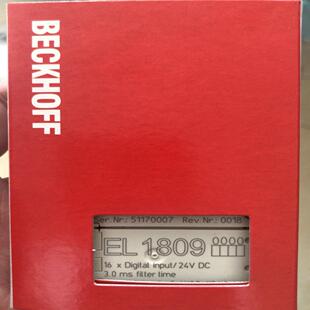 BECKHOFF
Ser. Nr.: 51170007 Rev. Nr.: 0018
EL 1809
16 x Digital input/ 24V DC
3.0 ms filter time